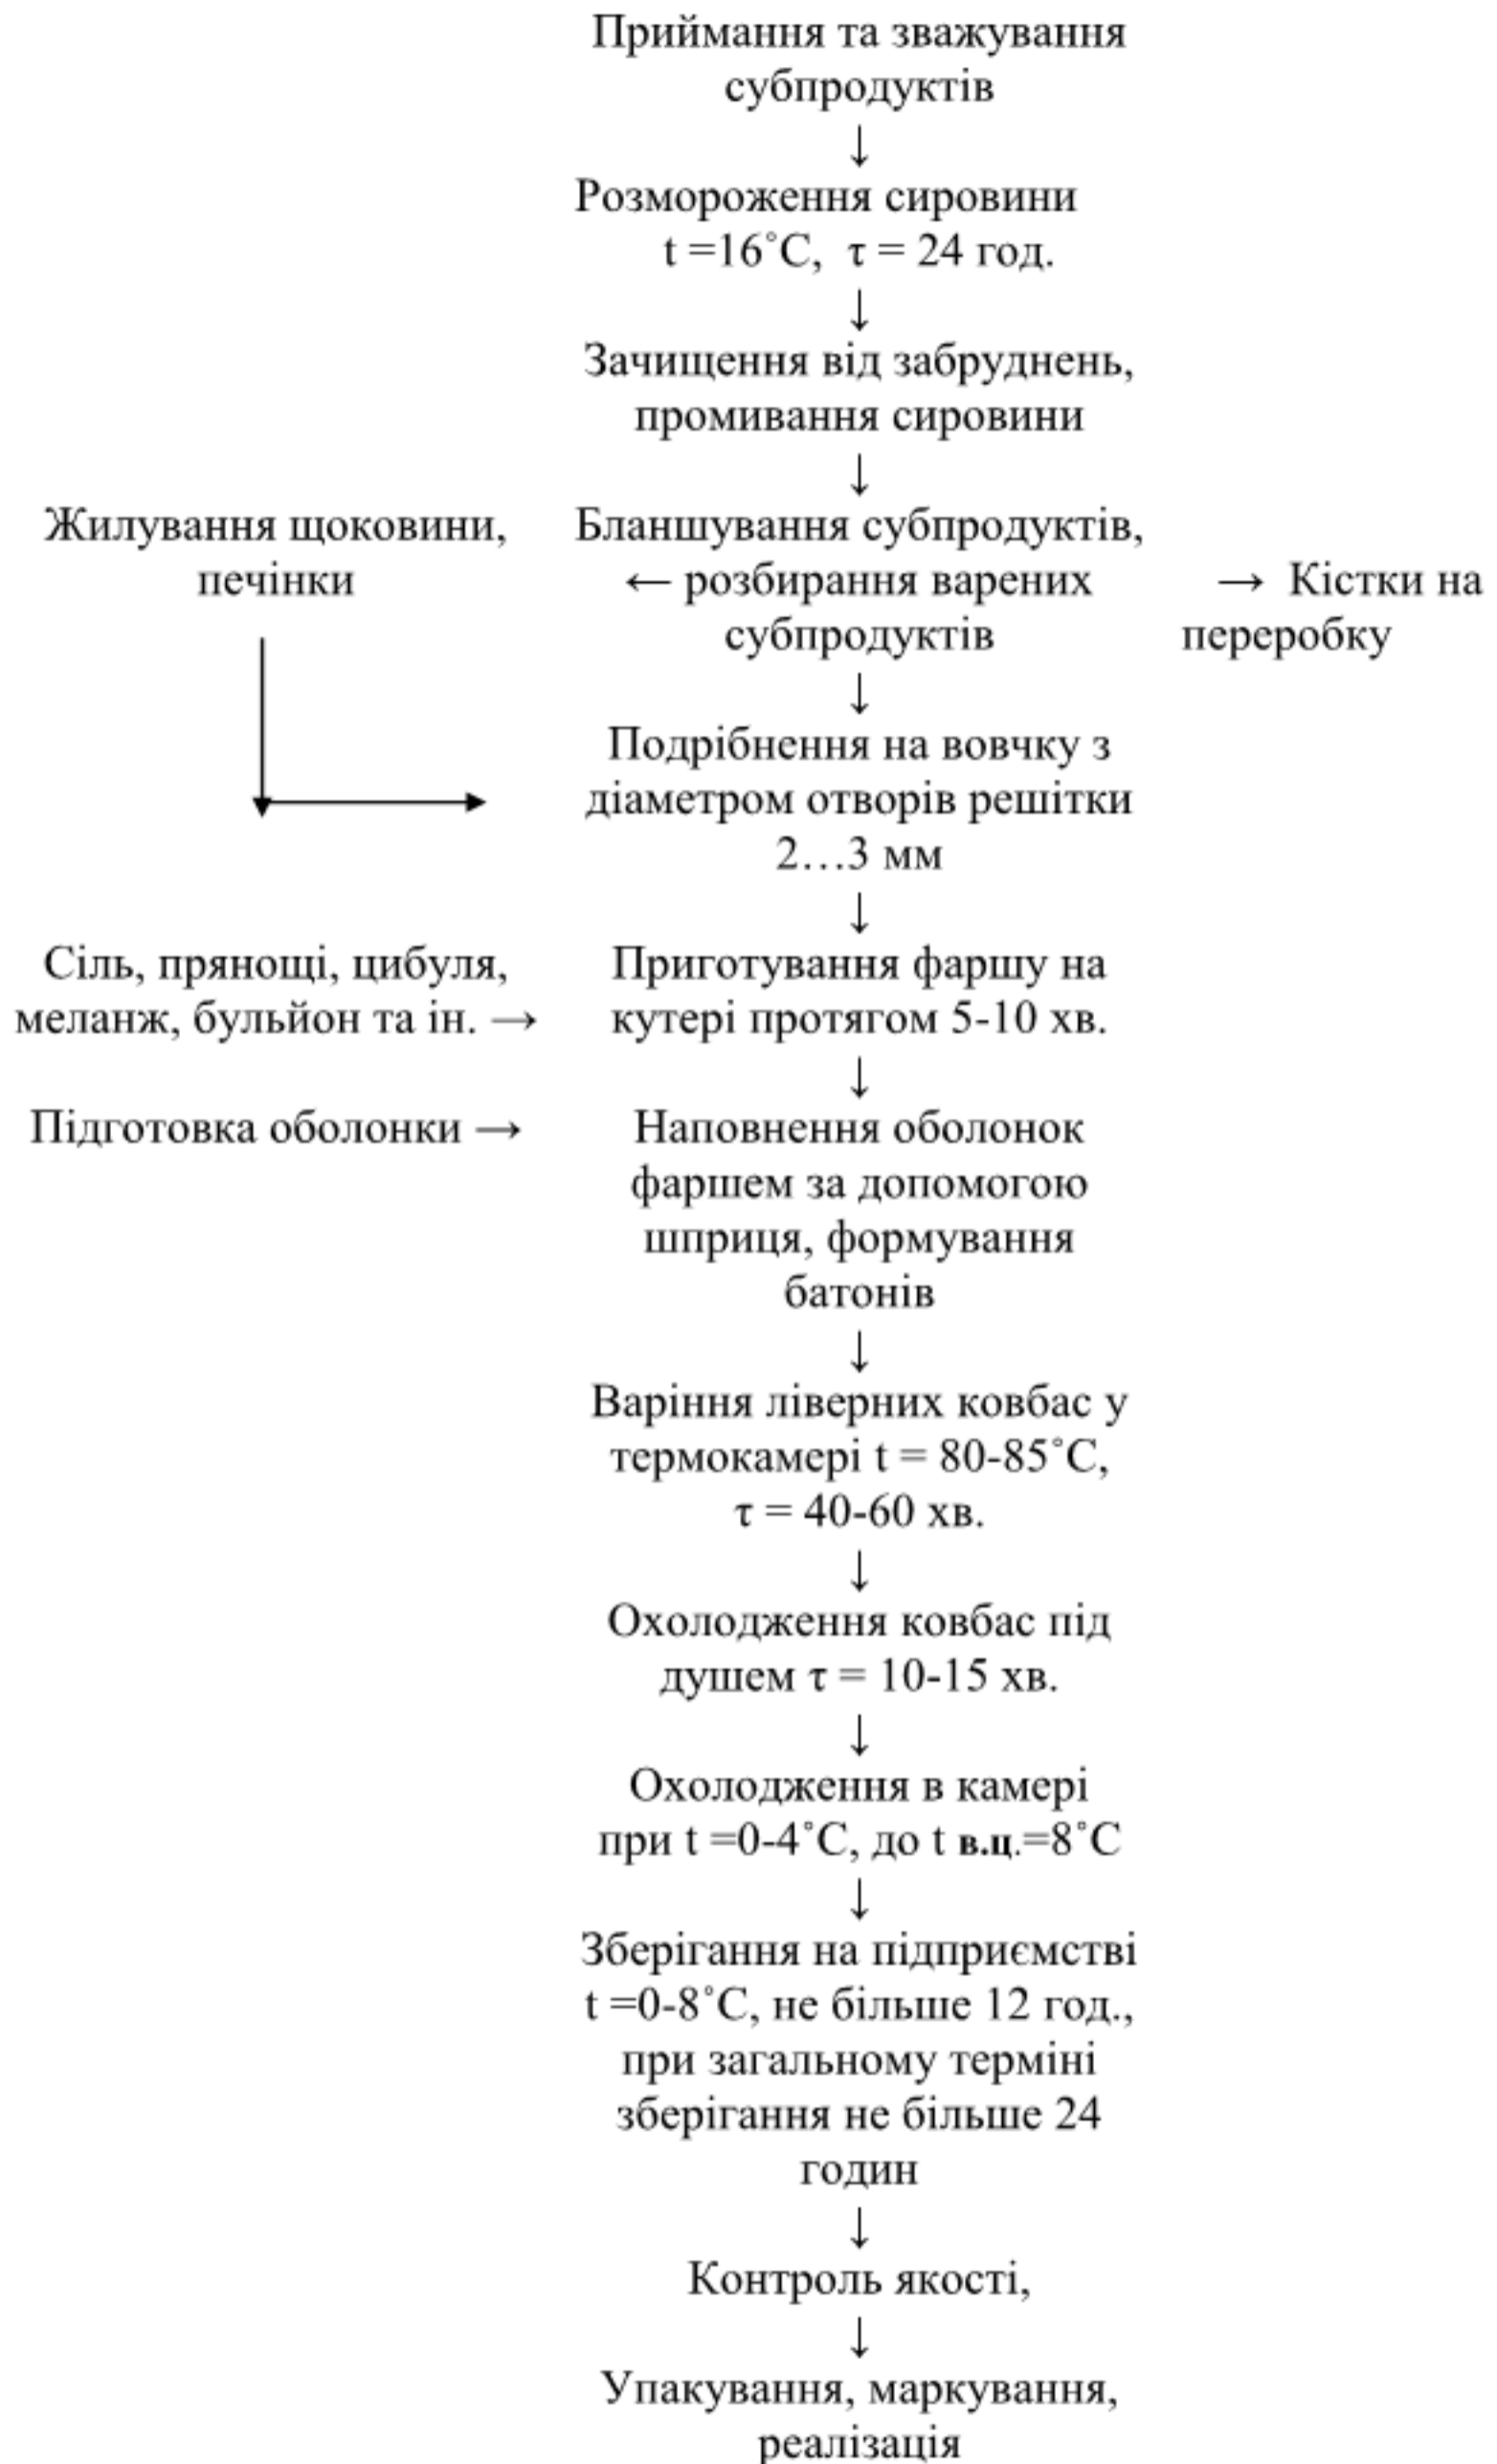 Приймання та зважування
субпродуктів
↓
Розмороження сировини
t =16˚C, τ = 24 год.
↓
Зачищення від забруднень,
промивання сировини
↓
Жилування щоковини, Бланшування субпродуктів,
печінки ← розбирання варених → Кістки на
субпродуктів переробку
↓
Подрібнення на вовчку з
діаметром отворів решітки
2…3 мм
↓
Сіль, прянощі, цибуля, Приготування фаршу на
меланж, бульйон та ін. → кутері протягом 5-10 хв.
↓
Підготовка оболонки → Наповнення оболонок
фаршем за допомогою
шприця, формування
батонів
↓
Варіння ліверних ковбас у
термокамері t = 80-85˚C,
τ = 40-60 хв.
↓
Охолодження ковбас під
душем τ = 10-15 хв.
↓
Охолодження в камері
при t =0-4˚C, до t в.ц.=8˚C
↓
Зберігання на підприємстві
t =0-8˚C, не більше 12 год.,
при загальному терміні
зберігання не більше 24
годин
↓
Контроль якості,
↓
Упакування, маркування,
реалізація